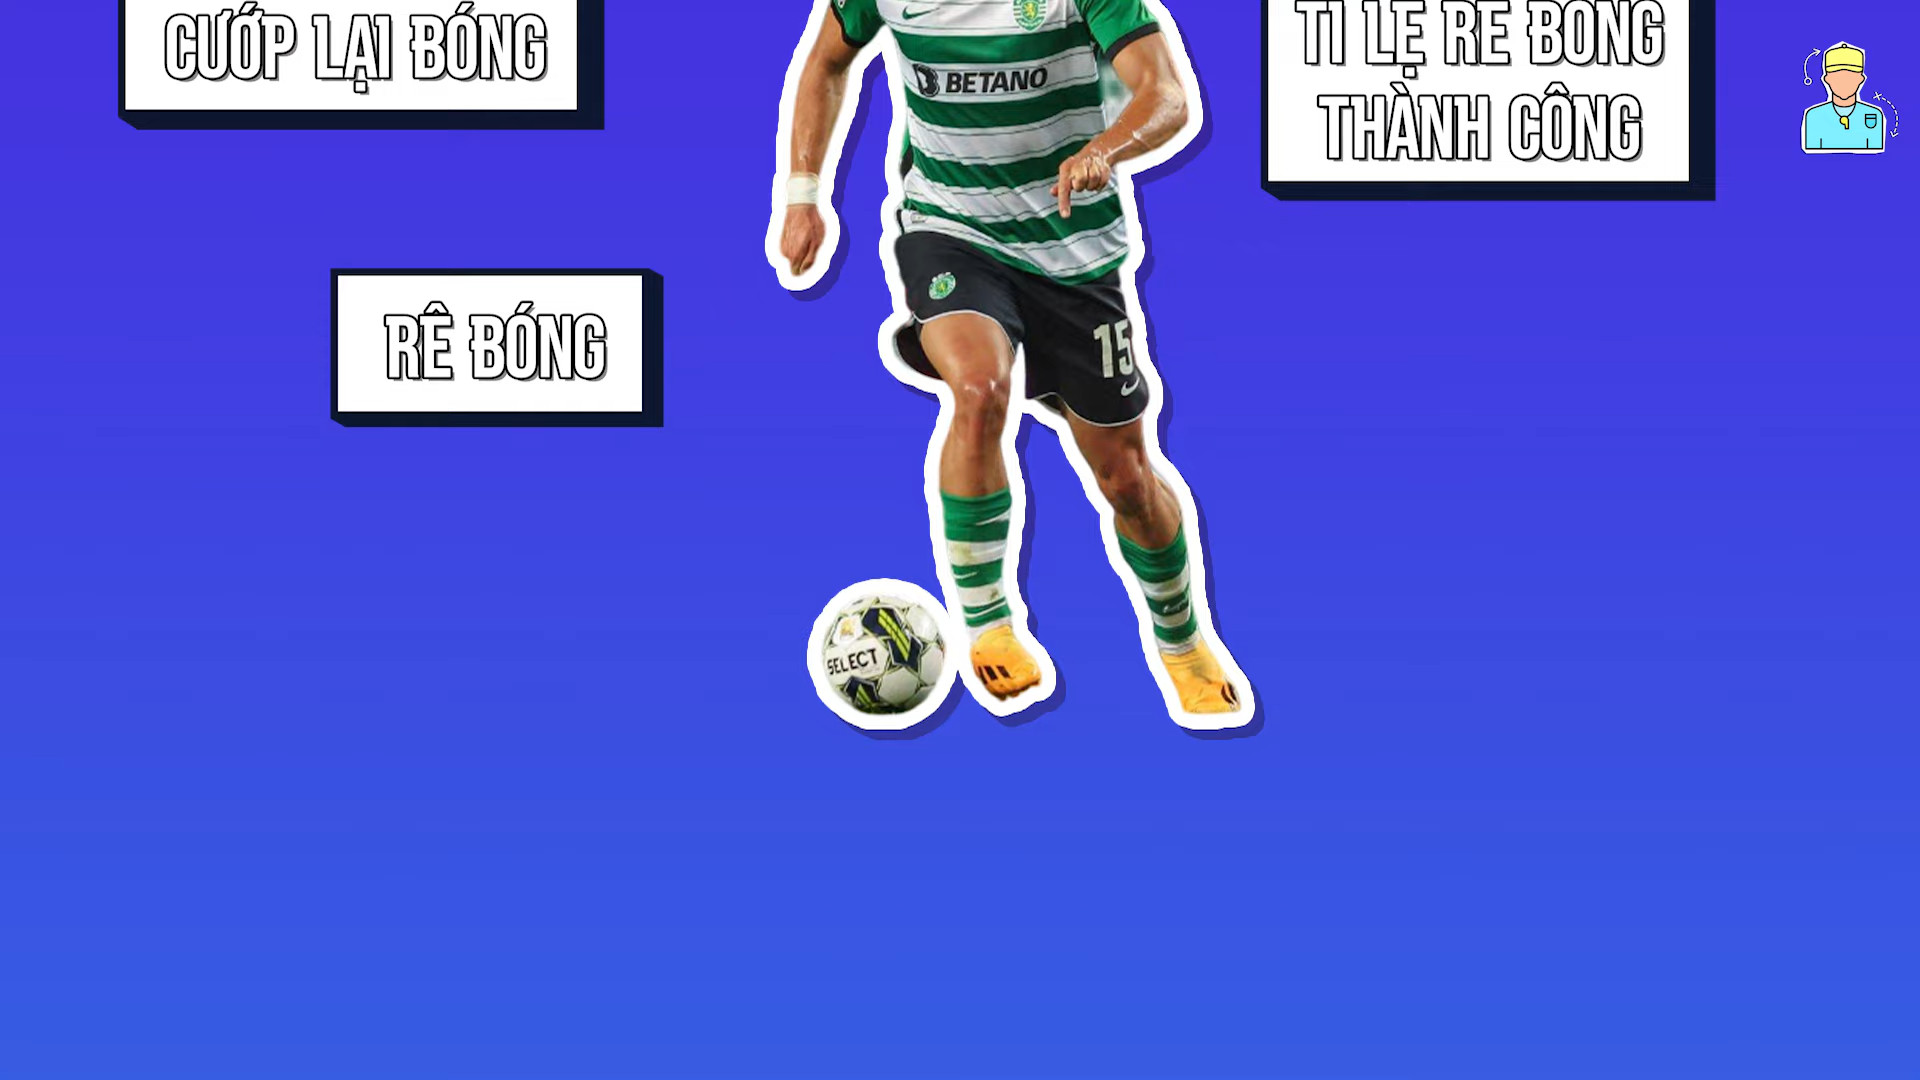 CƯỚP LẠI BÓNG
TỈ LỆ RÊ BÓNG
THÀNH CÔNG
BETANO
RÊ BÓNG
15
SELECT